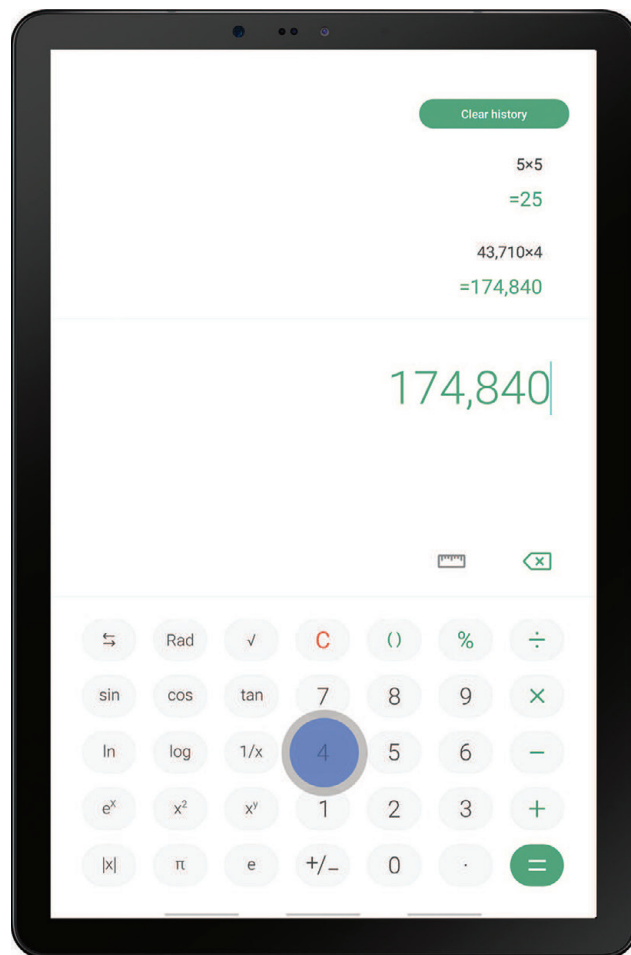 Clear history
5×5
=25
43,710×4
=174,840
174,840
⇆ Rad √ C () % ÷
sin cos tan 7 8 9 ×
ln log 1/x 4 5 6 −
eˣ x² xʸ 1 2 3 +
|x| π e +/− 0 . =